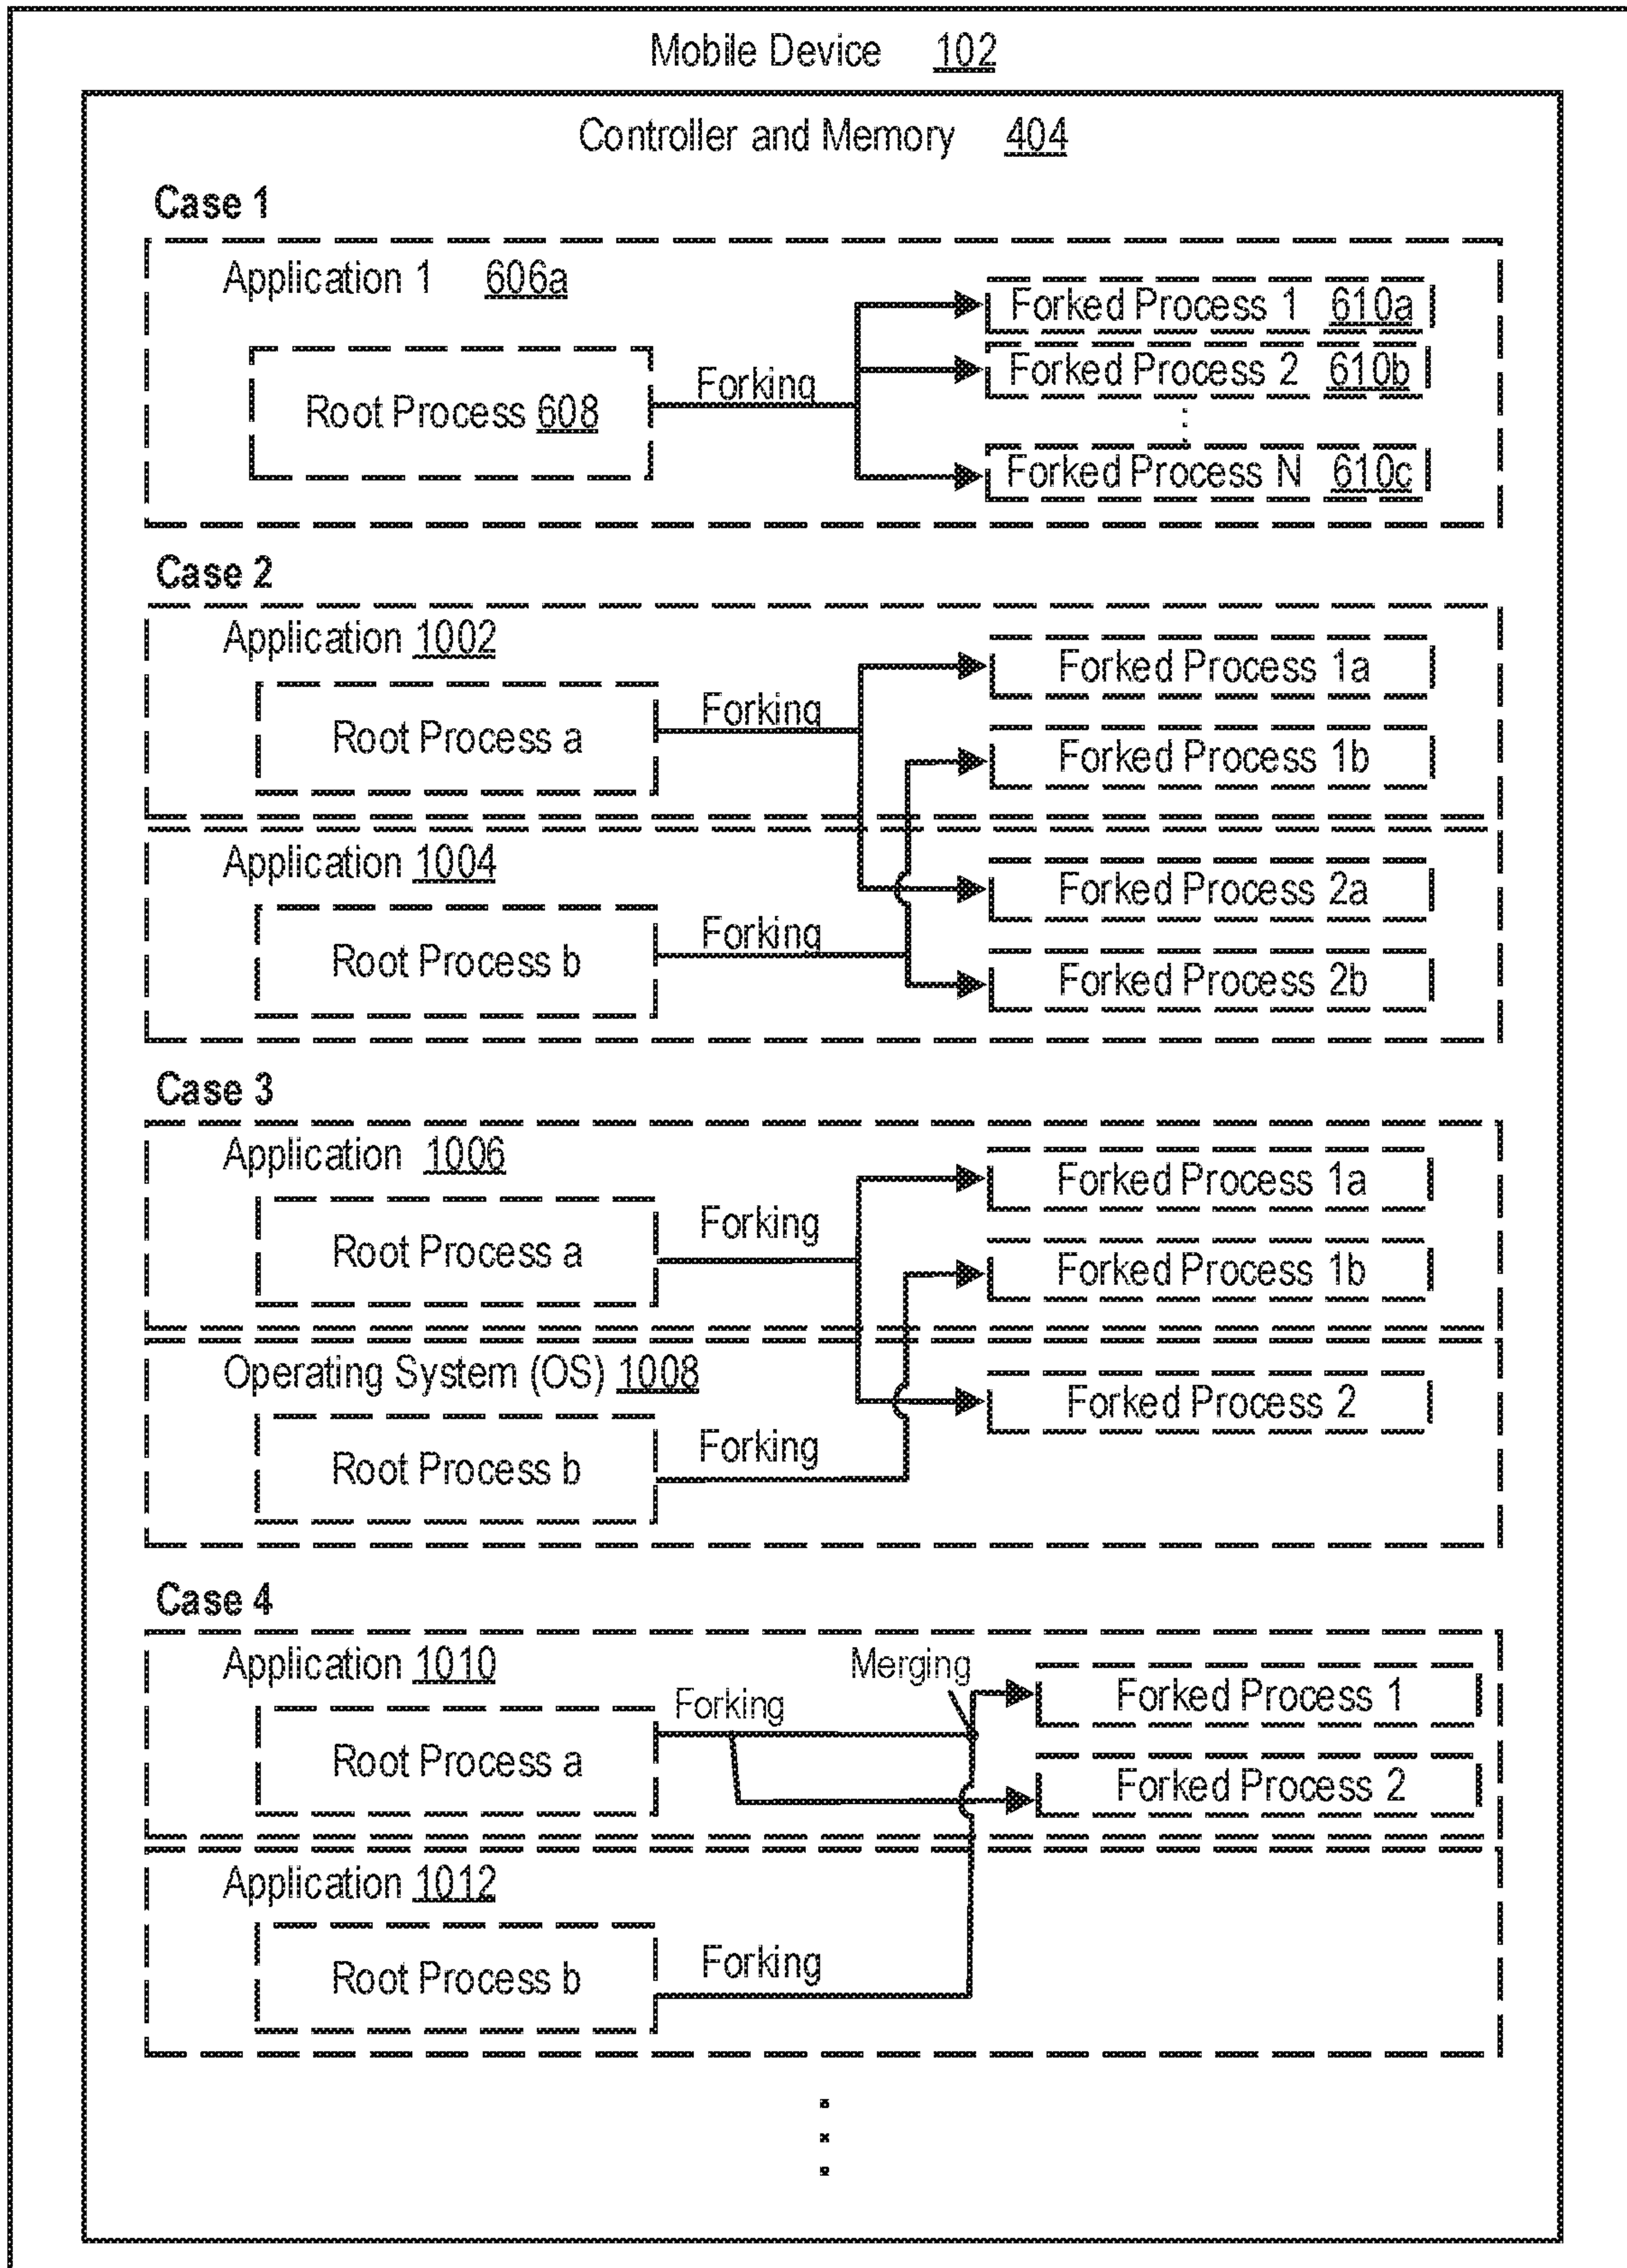 Mobile Device 102
Controller and Memory 404
Case 1
Application 1 606a
Root Process 608
Forking
Forked Process 1 610a
Forked Process 2 610b
Forked Process N 610c
Case 2
Application 1002
Root Process a
Forking
Forked Process 1a
Forked Process 1b
Application 1004
Root Process b
Forking
Forked Process 2a
Forked Process 2b
Case 3
Application 1006
Root Process a
Forking
Forked Process 1a
Forked Process 1b
Operating System (OS) 1008
Root Process b
Forking
Forked Process 2
Case 4
Application 1010
Root Process a
Forking
Merging
Forked Process 1
Forked Process 2
Application 1012
Root Process b
Forking